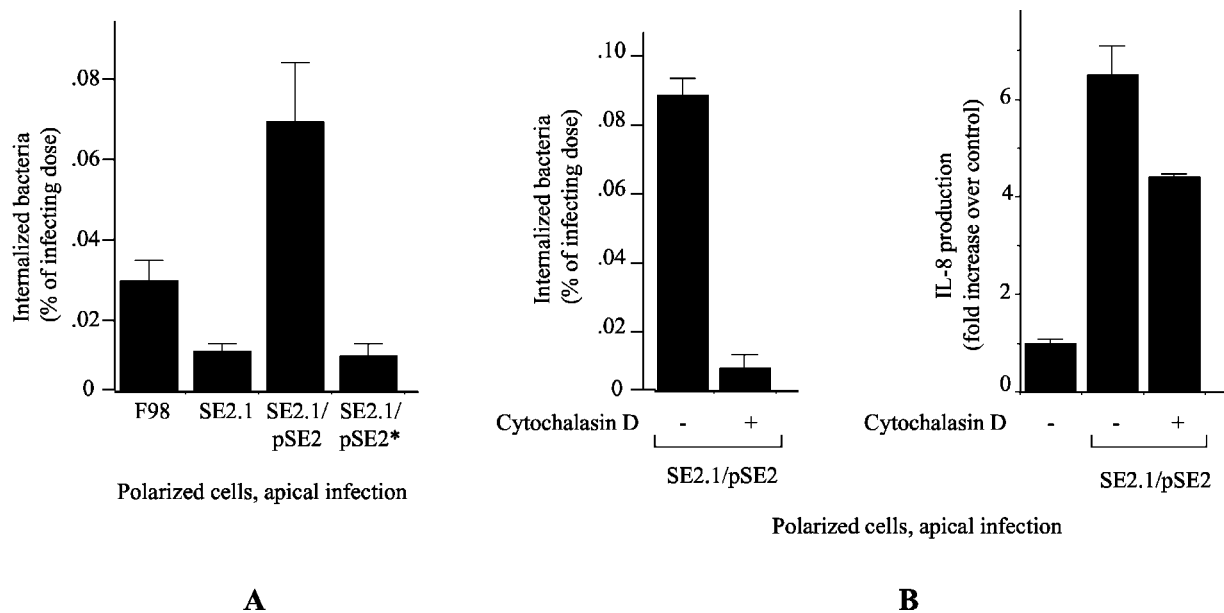 Internalized bacteria
(% of infecting dose)
.08
.06
.04
.02
0
F98 SE2.1 SE2.1/ SE2.1/
pSE2 pSE2*
Polarized cells, apical infection
A
Internalized bacteria
(% of infecting dose)
.10
.08
.06
.04
.02
0
Cytochalasin D - +
SE2.1/pSE2
IL-8 production
(fold increase over control)
6
4
2
0
Cytochalasin D - - +
SE2.1/pSE2
Polarized cells, apical infection
B